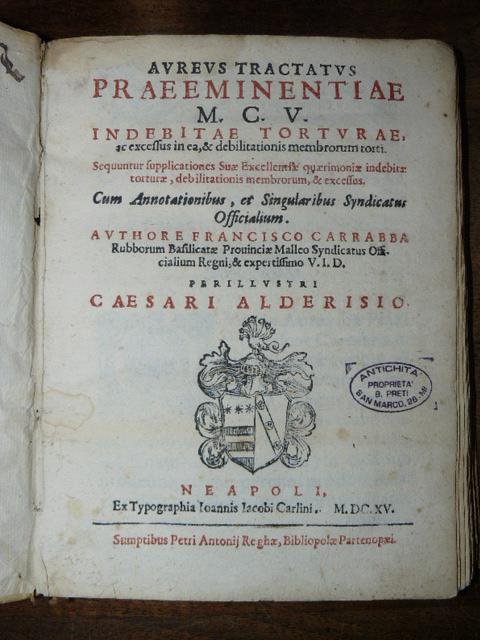 AVREVS TRACTATVS
PRAEEMINENTIAE
M. C. V.
INDEBITAE TORTVRAE,
ac excessus in ea, & debilitationis membrorum torti.
Sequuntur supplicationes Suæ Excellentiæ quærimoniæ indebitæ
torturæ, debilitationis membrorum, & excessus.
Cum Annotationibus, et Singularibus Syndicatus
Officialium.
AVTHORE FRANCISCO CARRABBA
Rubborum Basilicatæ Prouinciæ Malleo Syndicatus Offi-
cialium Regni, & expertissimo V. I. D.
PERILLVSTRI
CAESARI ALDERISIO.
ANTICHITA'
PROPRIETA'
B. PRETI
SAN MARCO, 26-MI
NEAPOLI,
Ex Typographia Ioannis Iacobi Carlini. M. DC. XV.
Sumptibus Petri Antonij Reghæ, Bibliopolæ Partenopæi.